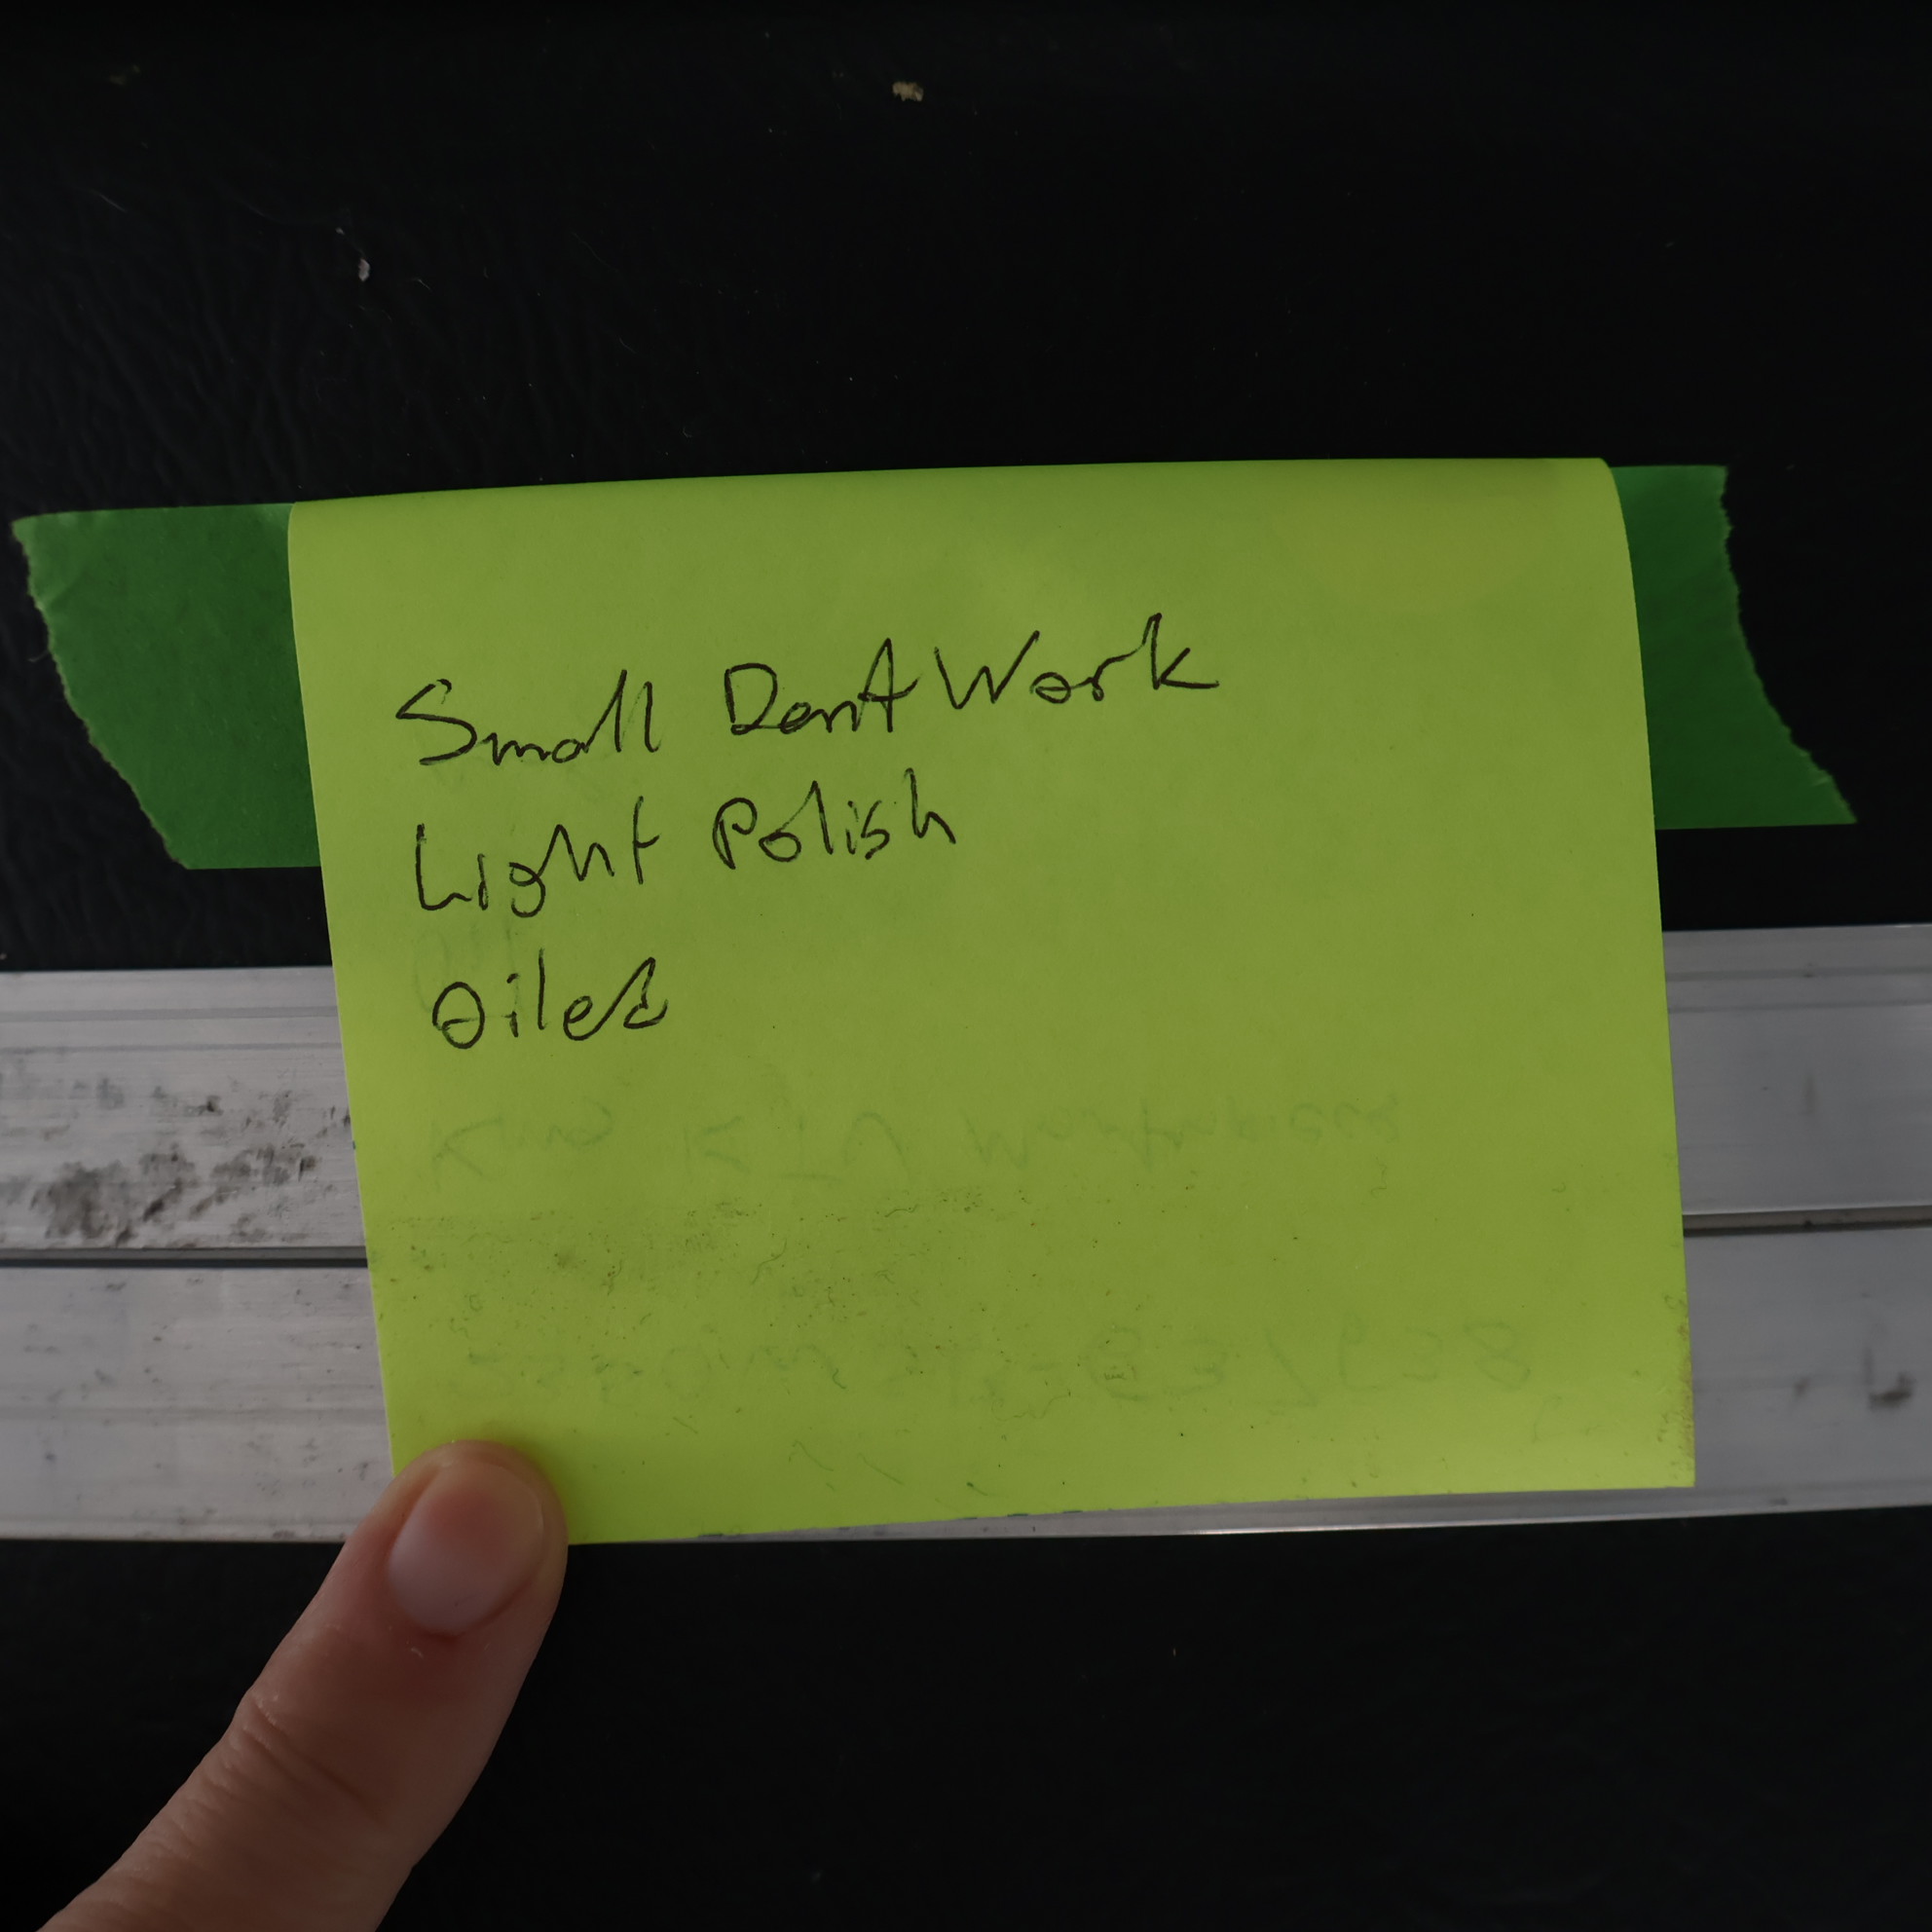 Small Dent Work
Light Polish
Oiled